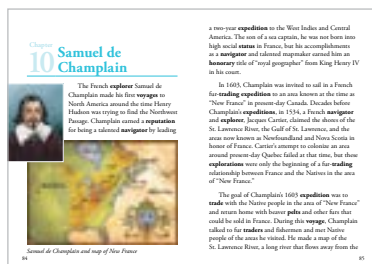 Chapter
10
Samuel de
Champlain
The French explorer Samuel de
Champlain made his first voyages to
North America around the time Henry
Hudson was trying to find the Northwest
Passage. Champlain earned a reputation
for being a talented navigator by leading
Samuel de Champlain and map of New France
84
a two-year expedition to the West Indies and Central
America. The son of a sea captain, he was not born into
high social status in France, but his accomplishments
as a navigator and talented mapmaker earned him an
honorary title of “royal geographer” from King Henry IV
in his court.
In 1603, Champlain was invited to sail in a French
fur-trading expedition to an area known at the time as
“New France” in present-day Canada. Decades before
Champlain’s expeditions, in 1534, a French navigator
and explorer, Jacques Cartier, claimed the shores of the
St. Lawrence River, the Gulf of St. Lawrence, and the
areas now known as Newfoundland and Nova Scotia in
honor of France. Cartier’s attempt to colonize an area
around present-day Quebec failed at that time, but these
explorations were only the beginning of a fur-trading
relationship between France and the Natives in the area
of “New France.”
The goal of Champlain’s 1603 expedition was to
trade with the Native people in the area of “New France”
and return home with beaver pelts and other furs that
could be sold in France. During this voyage, Champlain
talked to fur traders and fishermen and met Native
people of the areas he visited. He made a map of the
St. Lawrence River, a long river that flows away from the
85